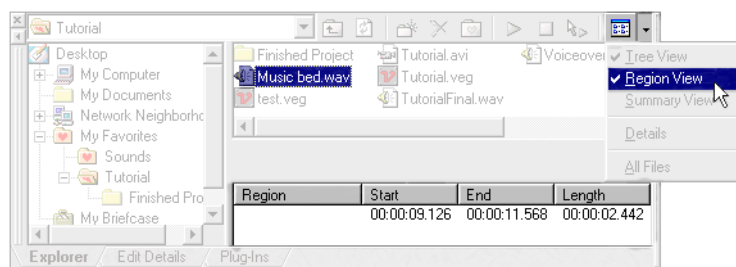 Tutorial
Desktop
My Computer
My Documents
Network Neighborho
My Favorites
Sounds
Tutorial
Finished Pro
My Briefcase
Finished Project
Tutorial.avi
Voiceover
Music bed.wav
Tutorial.veg
test.veg
TutorialFinal.wav
Tree View
Region View
Summary View
Details
All Files
Region Start End Length
00:00:09.126 00:00:11.568 00:00:02.442
Explorer Edit Details Plug-Ins